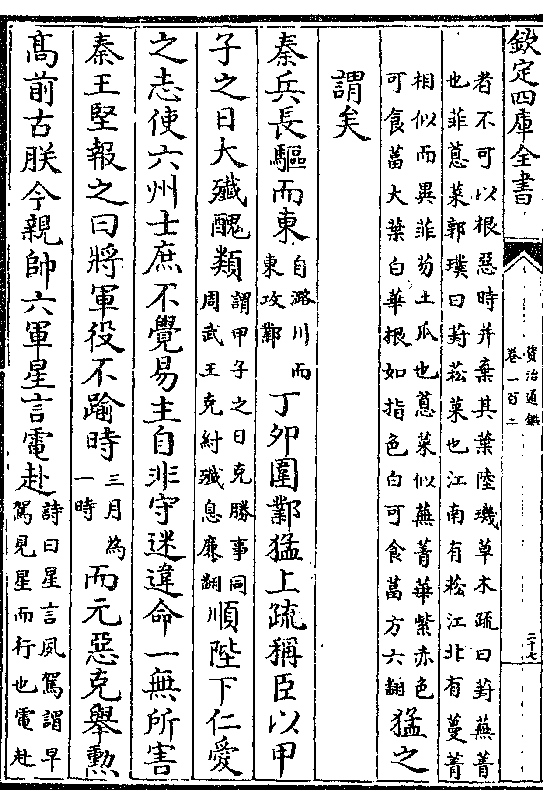 欽定四庫全書
資治通鑑
卷一百二
二十七
者不可以根惡時并棄其葉陸璣草木疏曰葑蕪菁
也菲蒠菜郭璞曰葑菘菜也江南有菘江北有蔓菁
相似而異菲芴土瓜也蒠菜似蕪菁華紫赤色
可食葍大葉白華根如指色白可食葍方六翻猛之
謂矣
秦兵長驅而東自潞川而東攻鄴丁夘圍鄴猛上疏稱臣以甲
子之日大殲醜類謂甲子之日克勝事同周武王克紂殲息廉翻順陛下仁愛
之志使六州士庶不覺易主自非守迷違命一無所害
秦王堅報之曰將軍役不踰時三月為一時而元惡克舉勲
髙前古朕今親帥六軍星言電赴詩曰星言夙駕謂早駕見星而行也電赴